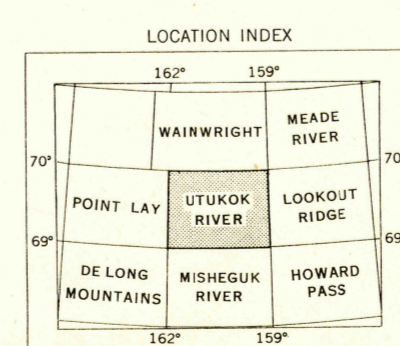 LOCATION INDEX
162° 159°
WAINWRIGHT
MEADE
RIVER
70° 70
POINT LAY
UTUKOK
RIVER
LOOKOUT
RIDGE
69° 69
DE LONG
MOUNTAINS
MISHEGUK
RIVER
HOWARD
PASS
162° 159°